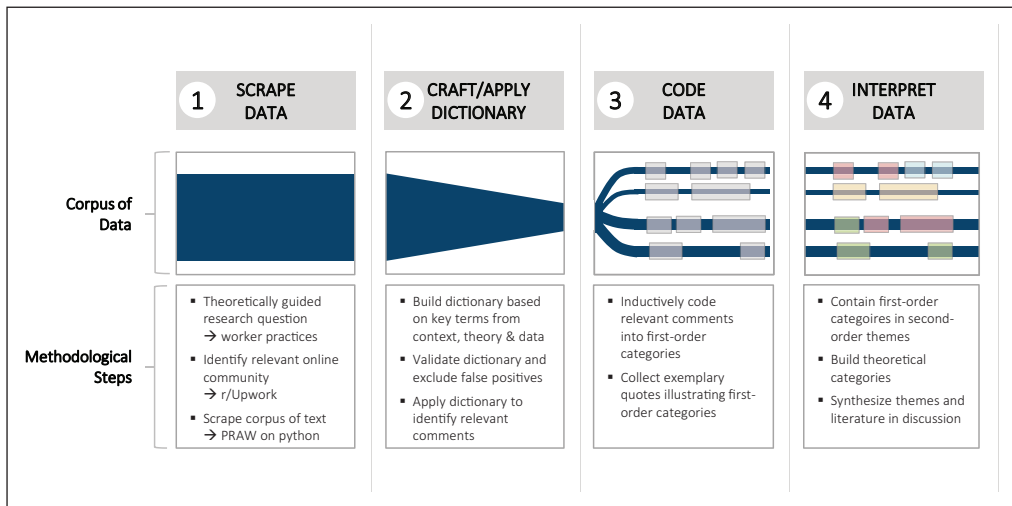 1 SCRAPE
DATA
2 CRAFT/APPLY
DICTIONARY
3 CODE
DATA
4 INTERPRET
DATA
Corpus of
Data
Methodological
Steps
▪ Theoretically guided
research question
→ worker practices
▪ Identify relevant online
community
→ r/Upwork
▪ Scrape corpus of text
→ PRAW on python
▪ Build dictionary based
on key terms from
context, theory & data
▪ Validate dictionary and
exclude false positives
▪ Apply dictionary to
identify relevant
comments
▪ Inductively code
relevant comments
into first-order
categories
▪ Collect exemplary
quotes illustrating first-
order categories
▪ Contain first-order
categoires in second-
order themes
▪ Build theoretical
categories
▪ Synthesize themes and
literature in discussion